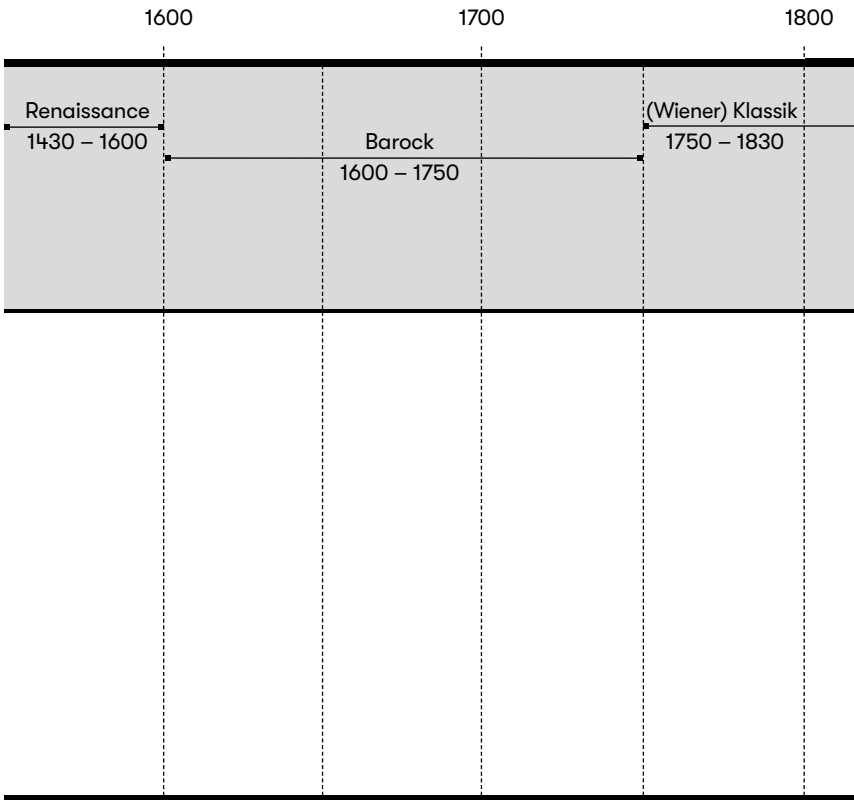 1600
1700
1800
Renaissance
1430 – 1600
Barock
1600 – 1750
(Wiener) Klassik
1750 – 1830